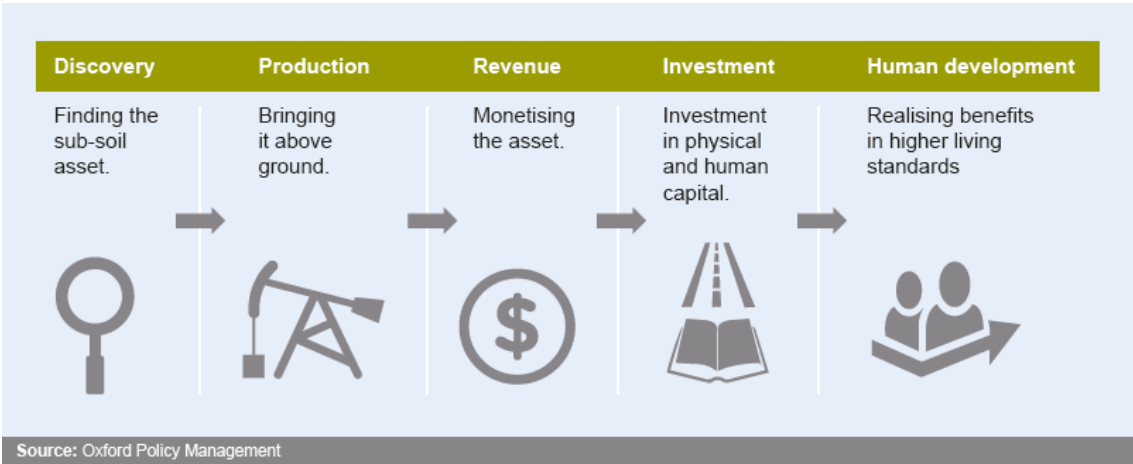 Discovery
Production
Revenue
Investment
Human development
Finding the
sub-soil
asset.
Bringing
it above
ground.
Monetising
the asset.
Investment
in physical
and human
capital.
Realising benefits
in higher living
standards
$
Source: Oxford Policy Management